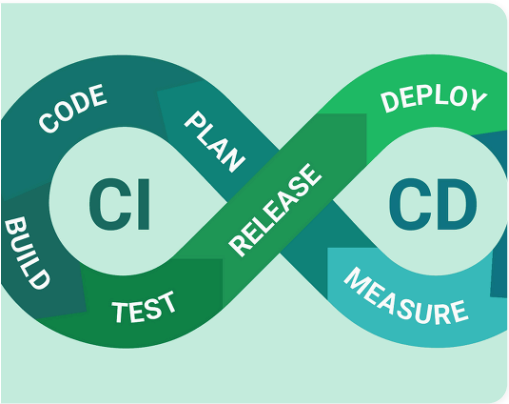 CODE
PLAN
DEPLOY
CI
RELEASE
CD
BUILD
TEST
MEASURE